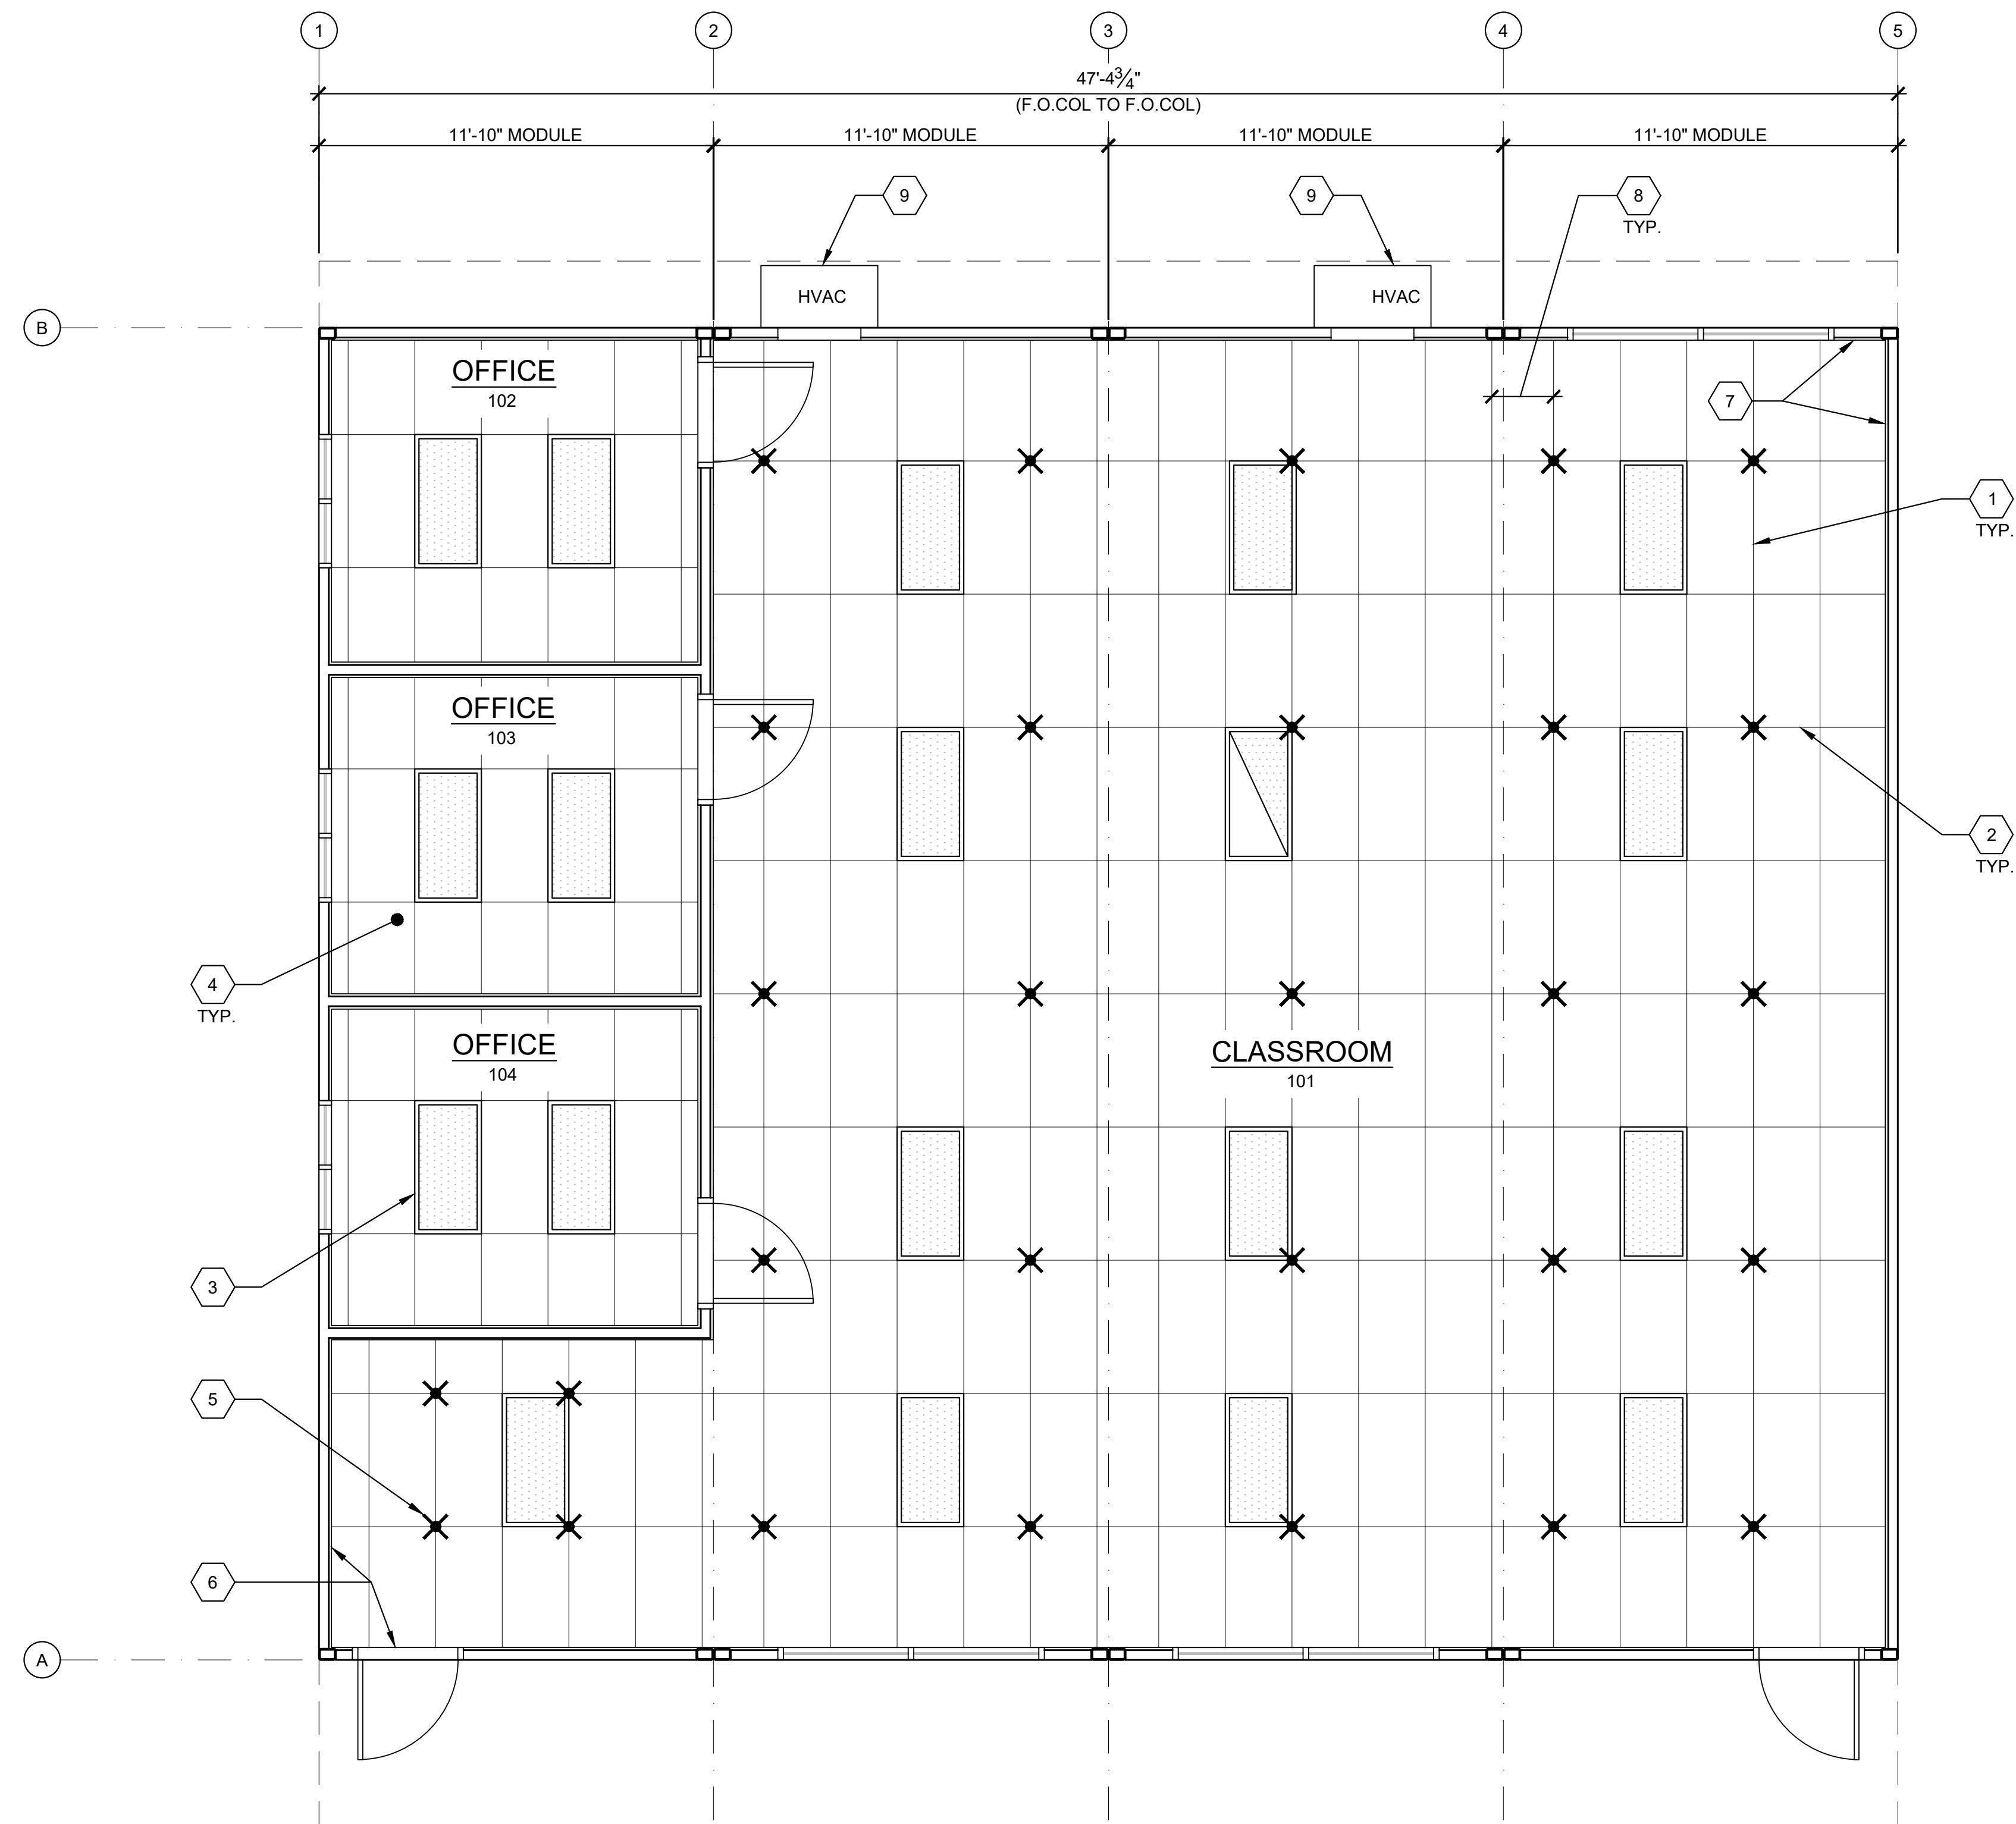 1 2 3 4 5
47'-4 3/4"
(F.O.COL TO F.O.COL)
11'-10" MODULE 11'-10" MODULE 11'-10" MODULE 11'-10" MODULE
9 9 8
TYP.
HVAC HVAC
B
OFFICE
102
7
1
TYP.
OFFICE
103
2
TYP.
4
TYP.
OFFICE
104
CLASSROOM
101
3
5
6
A